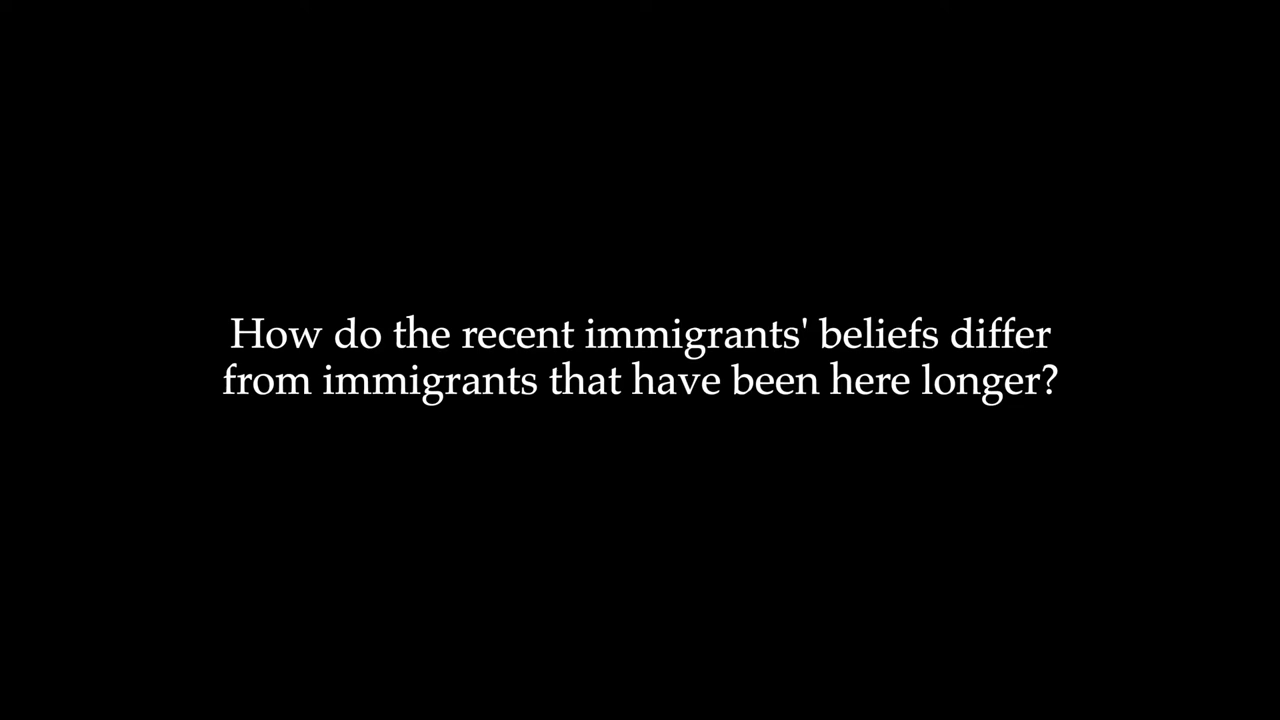 How do the recent immigrants' beliefs differ
from immigrants that have been here longer?